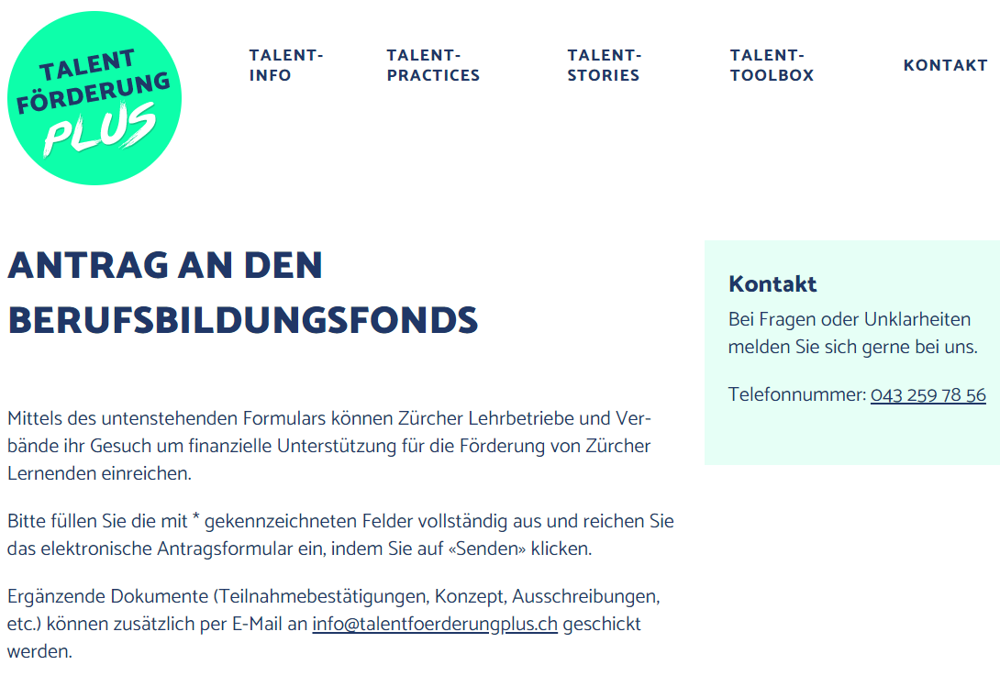 TALENT
FÖRDERUNG
PLUS
TALENT-
INFO
TALENT-
PRACTICES
TALENT-
STORIES
TALENT-
TOOLBOX
KONTAKT
ANTRAG AN DEN
BERUFSBILDUNGSFONDS
Mittels des untenstehenden Formulars können Zürcher Lehrbetriebe und Ver-
bände ihr Gesuch um finanzielle Unterstützung für die Förderung von Zürcher
Lernenden einreichen.
Bitte füllen Sie die mit * gekennzeichneten Felder vollständig aus und reichen Sie
das elektronische Antragsformular ein, indem Sie auf «Senden» klicken.
Ergänzende Dokumente (Teilnahmebestätigungen, Konzept, Ausschreibungen,
etc.) können zusätzlich per E-Mail an info@talentfoerderungplus.ch geschickt
werden.
Kontakt
Bei Fragen oder Unklarheiten
melden Sie sich gerne bei uns.
Telefonnummer: 043 259 78 56